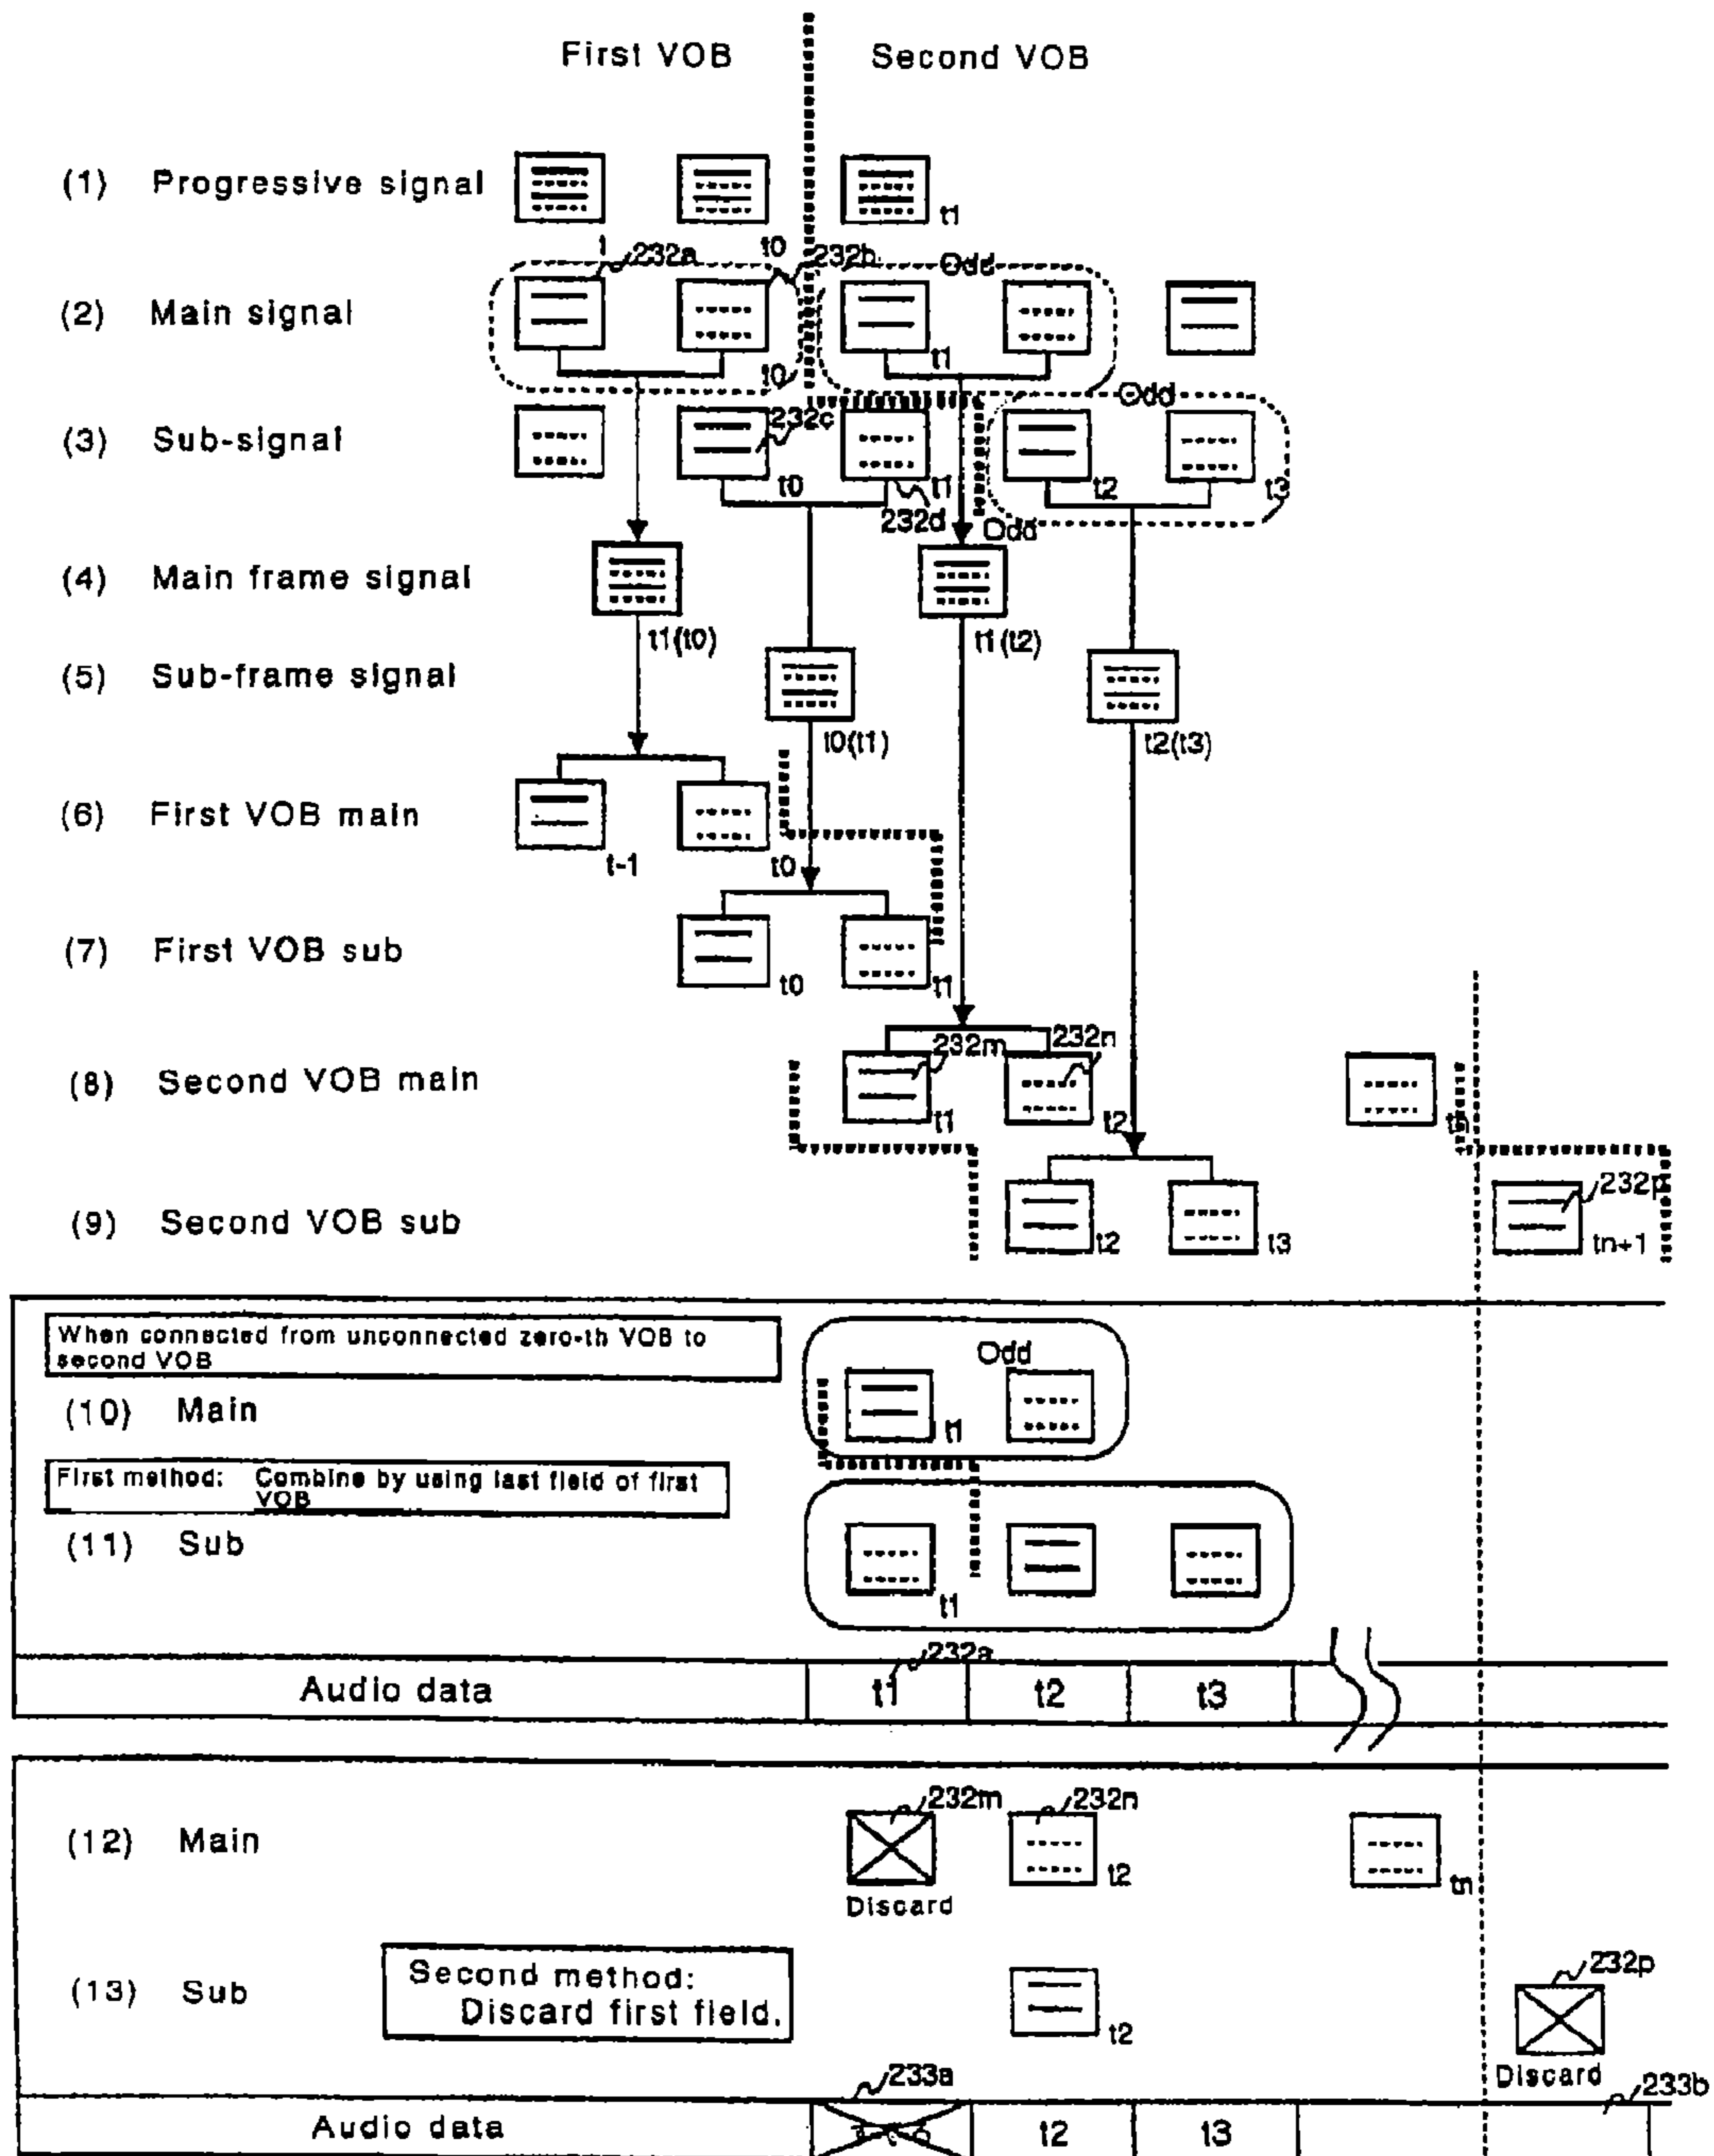 First VOB Second VOB
(1) Progressive signal
t1
t0
232a 232b Odd
(2) Main signal
t1
t0
Odd
232c
(3) Sub-signal
t0 t1 t2 t3
232d Odd
(4) Main frame signal
t1(t0) t1(t2)
(5) Sub-frame signal
t0(t1) t2(t3)
(6) First VOB main
t-1 t0
(7) First VOB sub
t0 t1
232m 232n
(8) Second VOB main
t1 t2
232p
(9) Second VOB sub
t2 t3 tn+1
When connected from unconnected zero-th VOB to
second VOB
Odd
(10) Main
t1
First method: Combine by using last field of first
VOB
(11) Sub
t1
232a
Audio data t1 t2 t3
232m 232n
(12) Main
t2 tn
Discard
232p
(13) Sub
Second method:
Discard first field.
t2
Discard
233a 233b
Audio data t2 t3